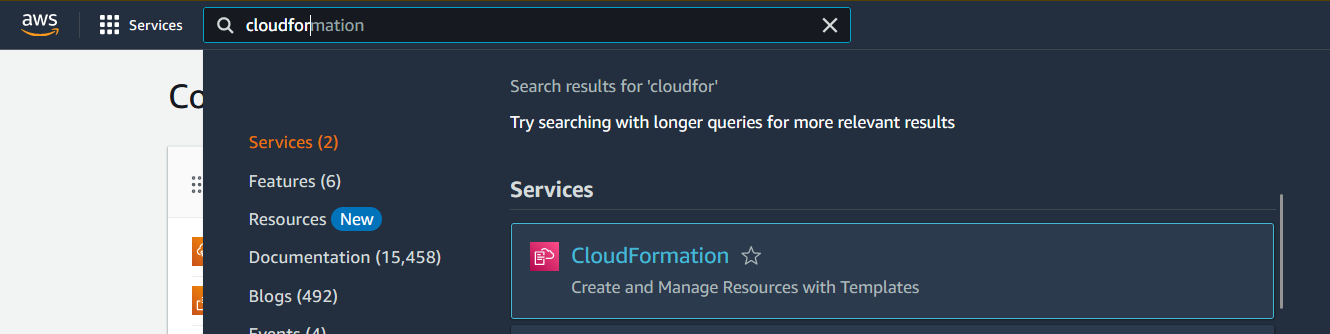 aws
Services
cloudformation
Co
Search results for 'cloudfor'
Try searching with longer queries for more relevant results
Services (2)
Features (6)
Resources New
Documentation (15,458)
Blogs (492)
Events (4)
Services
CloudFormation
Create and Manage Resources with Templates